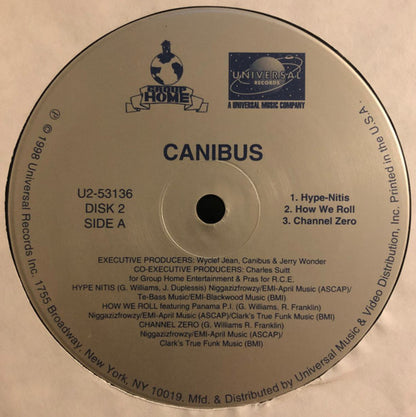 GROUP
HOME
UNIVERSAL
RECORDS
A UNIVERSAL MUSIC COMPANY
CANIBUS
U2-53136
DISK 2
SIDE A
1. Hype-Nitis
2. How We Roll
3. Channel Zero
EXECUTIVE PRODUCERS: Wyclef Jean, Canibus & Jerry Wonder
CO-EXECUTIVE PRODUCERS: Charles Suitt
for Group Home Entertainment & Pras for R.C.E.
HYPE NITIS (G. Williams, J. Duplessis) Niggazizfrowzy/EMI-April Music (ASCAP)/
Te-Bass Music/EMI-Blackwood Music (BMI)
HOW WE ROLL featuring Panama P.I. (G. Williams, R. Franklin)
Niggazizfrowzy/EMI-April Music (ASCAP)/Clark's True Funk Music (BMI)
CHANNEL ZERO (G. Williams R. Franklin)
Niggazizfrowzy/EMI-April Music (ASCAP)/
Clark's True Funk Music (BMI)
℗ © 1998 Universal Records Inc. 1755 Broadway, New York, NY 10019. Mfd. & Distributed by Universal Music & Video Distribution, Inc. Printed in the U.S.A